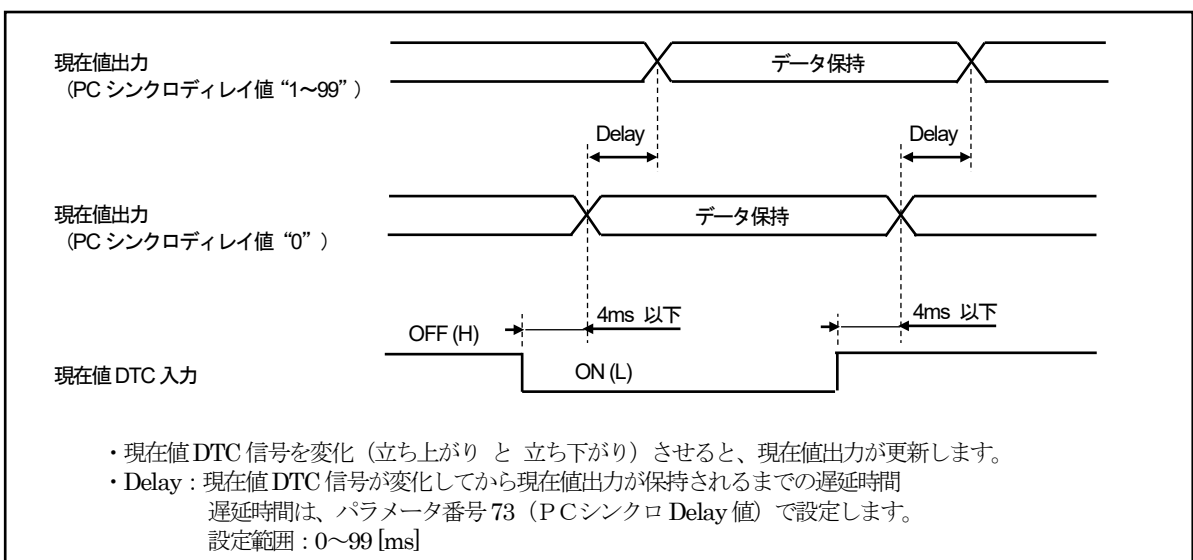 現在値出力
(PC シンクロディレイ値 “1～99” )
データ保持
Delay
Delay
現在値出力
(PC シンクロディレイ値 “0” )
データ保持
4ms 以下
4ms 以下
OFF (H)
現在値 DTC 入力
ON (L)
・現在値 DTC 信号を変化（立ち上がり と 立ち下がり）させると、現在値出力が更新します。
・Delay：現在値 DTC 信号が変化してから現在値出力が保持されるまでの遅延時間
遅延時間は、パラメータ番号 73（ＰＣシンクロ Delay 値）で設定します。
設定範囲：0～99 [ms]